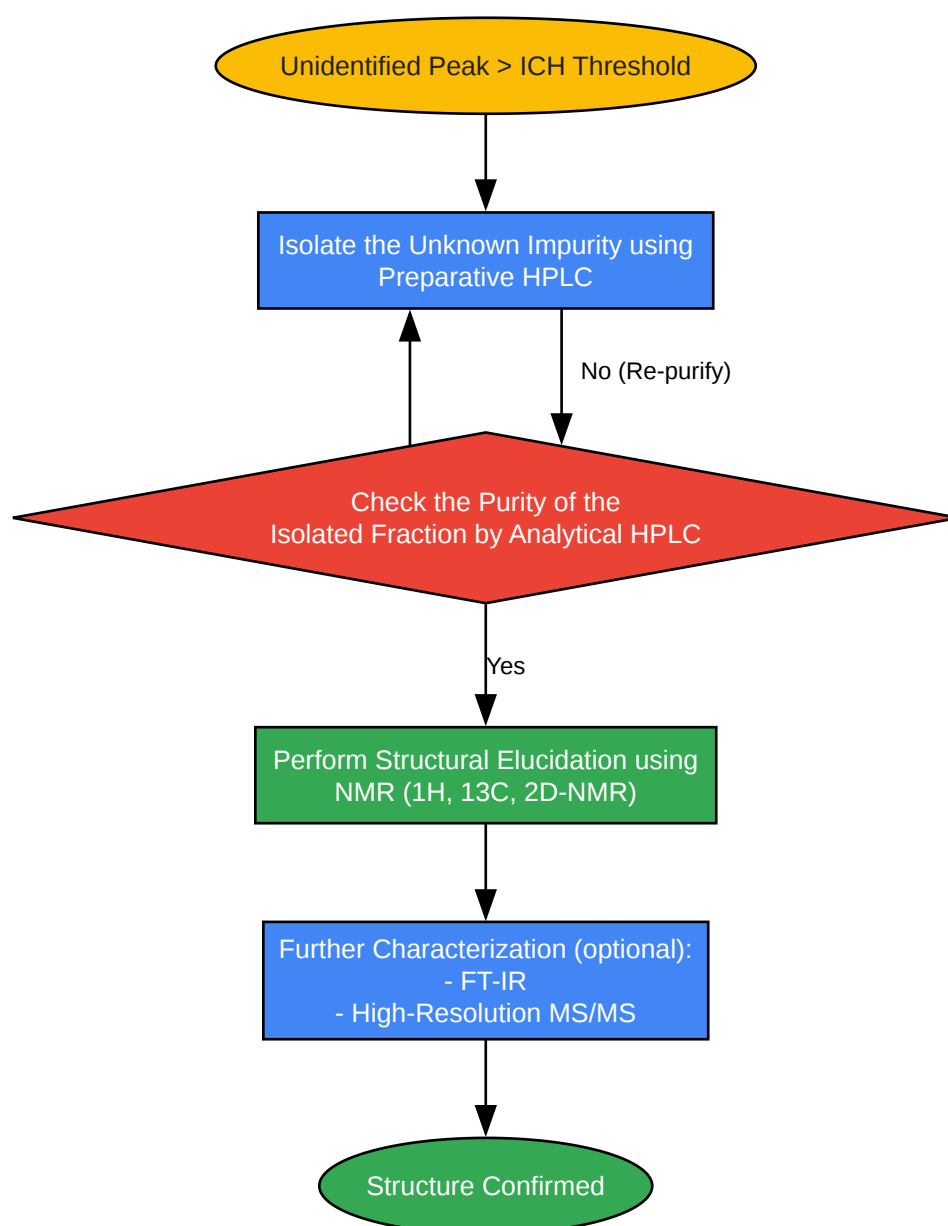 Unidentified Peak > ICH Threshold
Isolate the Unknown Impurity using
Preparative HPLC
No (Re-purify)
Check the Purity of the
Isolated Fraction by Analytical HPLC
Yes
Perform Structural Elucidation using
NMR (1H, 13C, 2D-NMR)
Further Characterization (optional):
- FT-IR
- High-Resolution MS/MS
Structure Confirmed